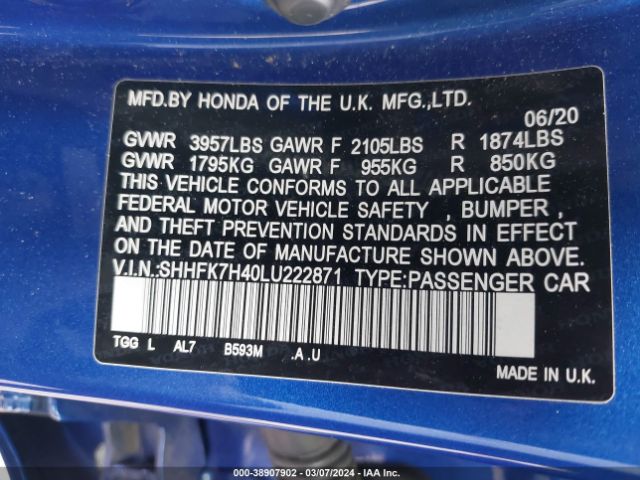 MFD.BY HONDA OF THE U.K. MFG.,LTD.
06/20
GVWR 3957LBS GAWR F 2105LBS R 1874LBS
GVWR 1795KG GAWR F 955KG R 850KG
THIS VEHICLE CONFORMS TO ALL APPLICABLE
FEDERAL MOTOR VEHICLE SAFETY , BUMPER ,
AND THEFT PREVENTION STANDARDS IN EFFECT
ON THE DATE OF MANUFACTURE SHOWN ABOVE.
V.I.N.:SHHFK7H40LU222871 TYPE:PASSENGER CAR
TGG L AL7 B593M .A .U
MADE IN U.K.
000-38907902 — 03/07/2024 — IAA Inc.